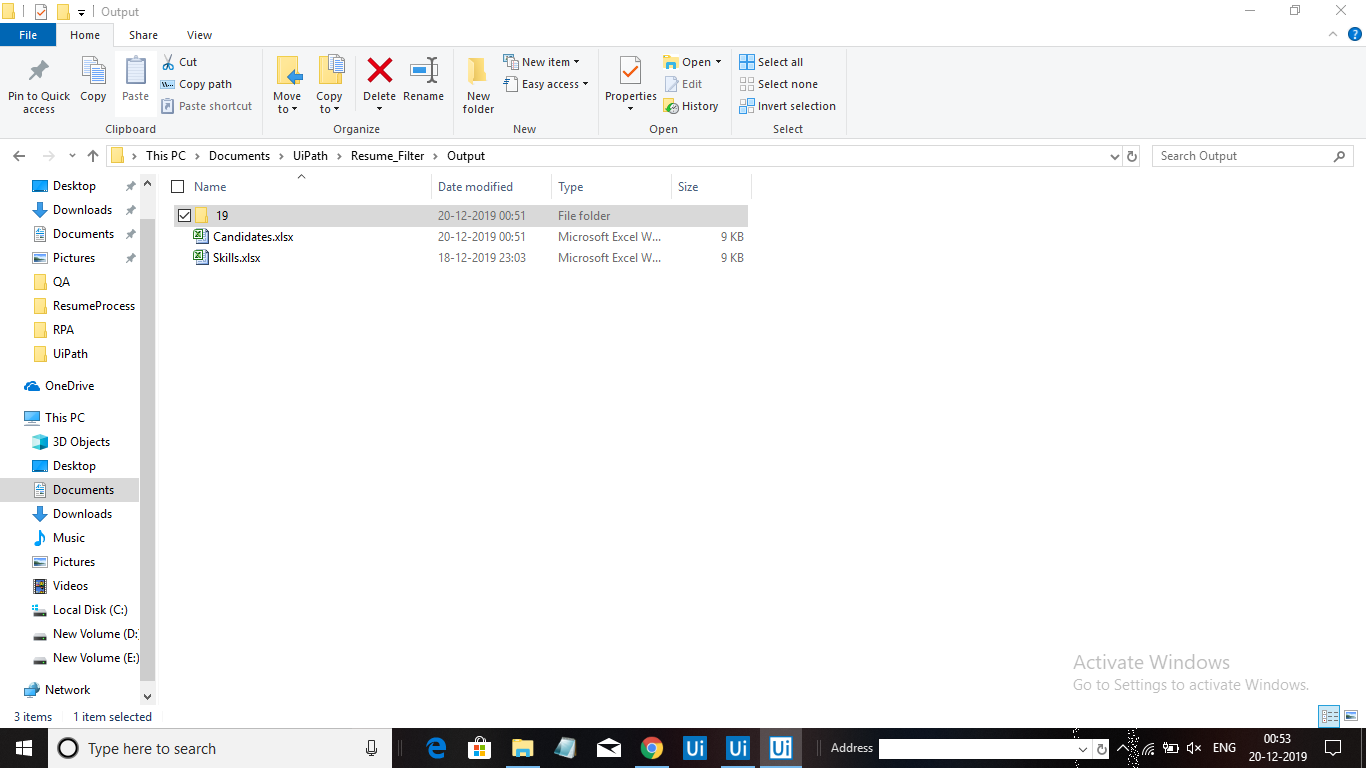 Output
File Home Share View
Pin to Quick access
Copy
Paste
Cut
Copy path
Paste shortcut
Clipboard
Move to
Copy to
Delete
Rename
Organize
New folder
New item
Easy access
New
Properties
Open
Edit
History
Open
Select all
Select none
Invert selection
Select
This PC > Documents > UiPath > Resume_Filter > Output
Search Output
Desktop
Downloads
Documents
Pictures
QA
ResumeProcess
RPA
UiPath
OneDrive
This PC
3D Objects
Desktop
Documents
Downloads
Music
Pictures
Videos
Local Disk (C:)
New Volume (D:
New Volume (E:)
Network
Name Date modified Type Size
19 20-12-2019 00:51 File folder
Candidates.xlsx 20-12-2019 00:51 Microsoft Excel W... 9 KB
Skills.xlsx 18-12-2019 23:03 Microsoft Excel W... 9 KB
Activate Windows
Go to Settings to activate Windows.
3 items 1 item selected
Type here to search
Ui
Ui
Ui
Address
ENG
00:53
20-12-2019